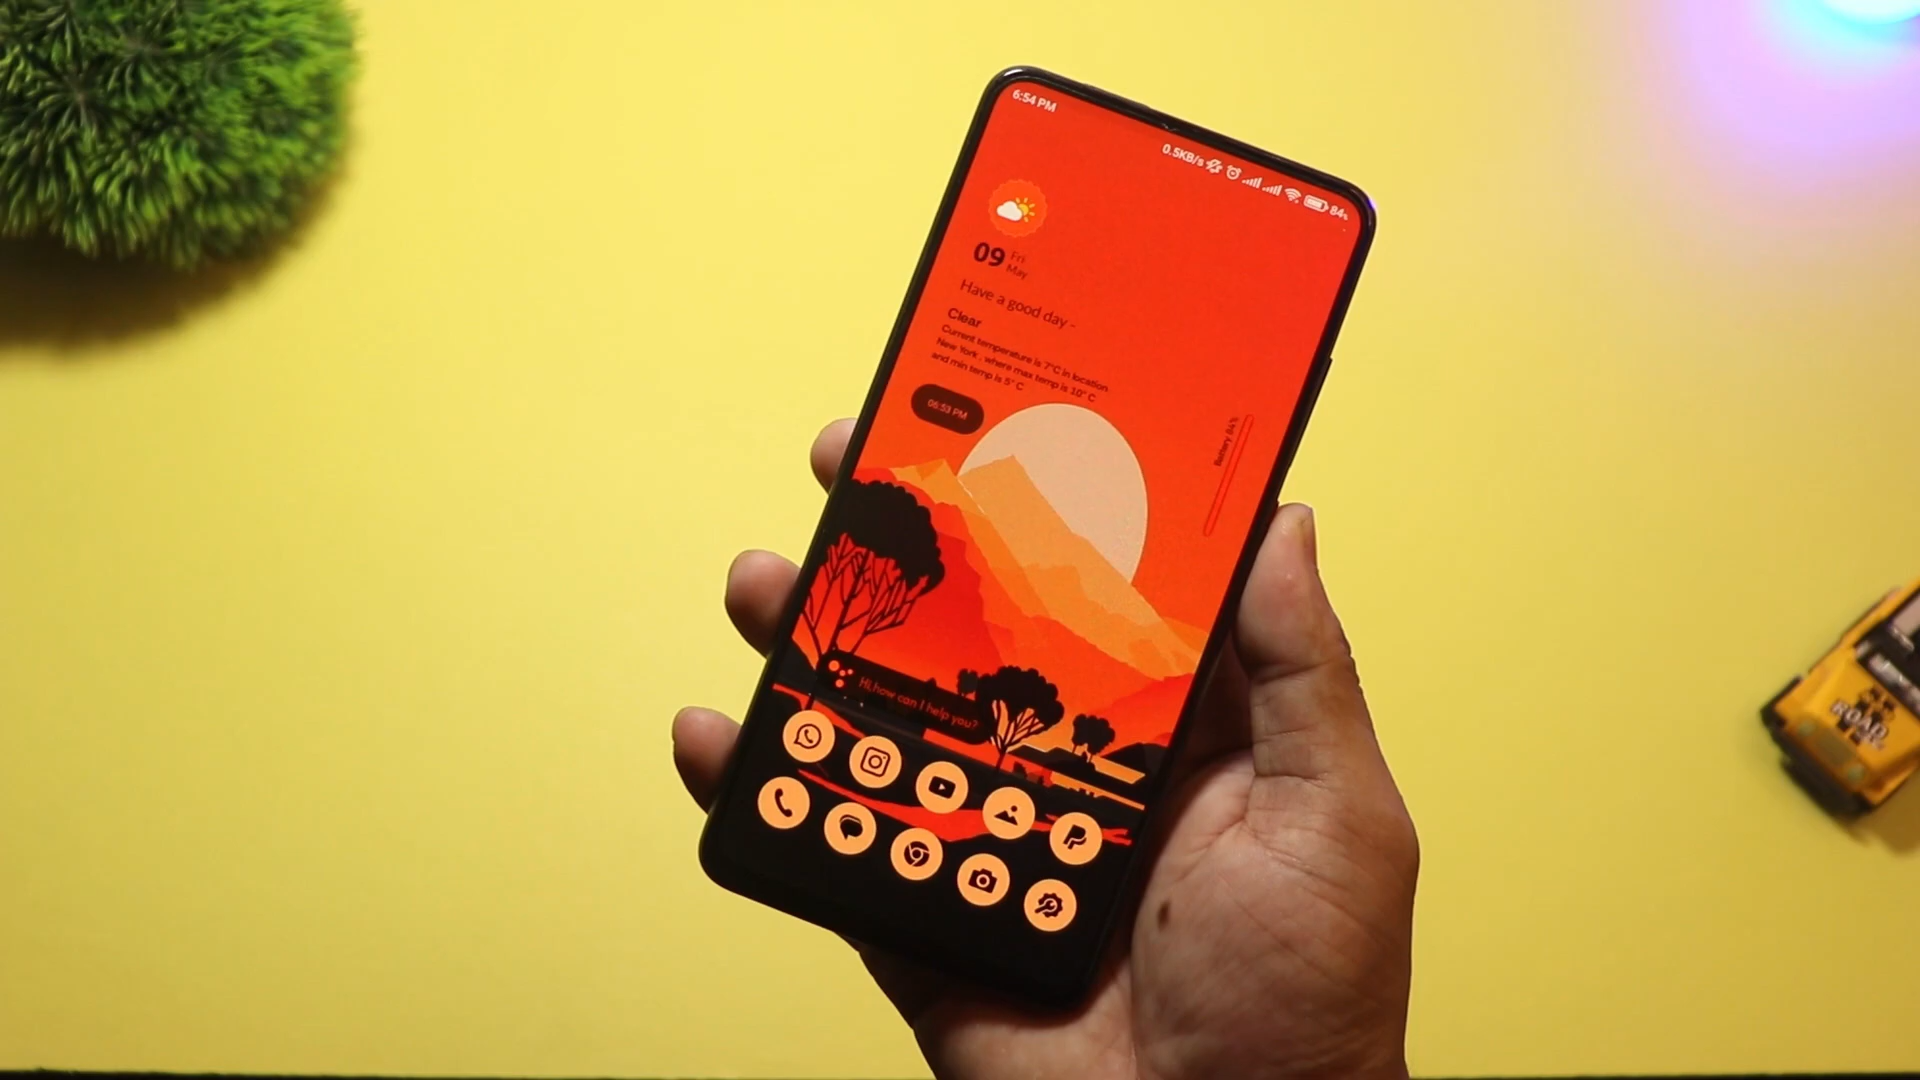 6:54 PM
0.5KB/s
84%
09 Fri
May
Have a good day -
Clear
Current temperature is 7°C in location
New York , where max temp is 10° C
and min temp is 5° C
06:53 PM
Battery 84%
Hi,how can I help you?
ROAD